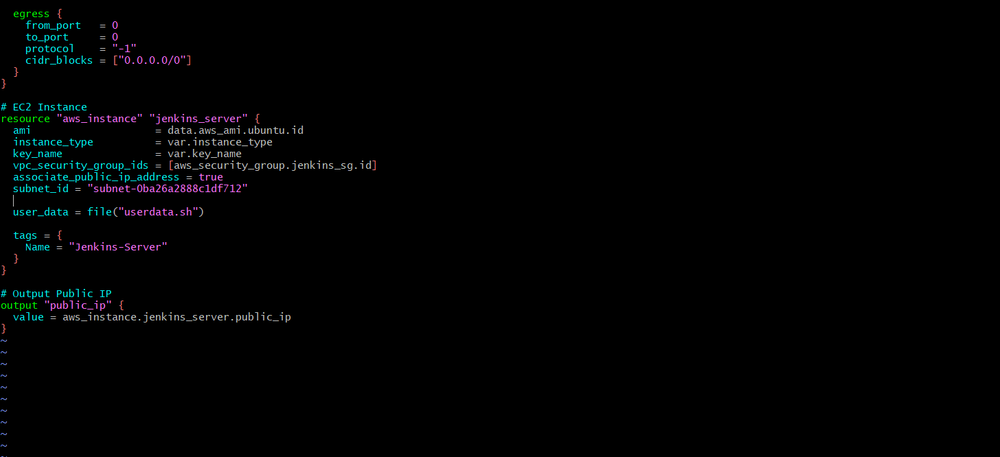 egress {
    from_port   = 0
    to_port     = 0
    protocol    = "-1"
    cidr_blocks = ["0.0.0.0/0"]
  }
}

# EC2 Instance
resource "aws_instance" "jenkins_server" {
  ami                    = data.aws_ami.ubuntu.id
  instance_type          = var.instance_type
  key_name               = var.key_name
  vpc_security_group_ids = [aws_security_group.jenkins_sg.id]
  associate_public_ip_address = true
  subnet_id = "subnet-0ba26a2888c1df712"

  user_data = file("userdata.sh")

  tags = {
    Name = "Jenkins-Server"
  }
}

# Output Public IP
output "public_ip" {
  value = aws_instance.jenkins_server.public_ip
}
~
~
~
~
~
~
~
~
~
~
~